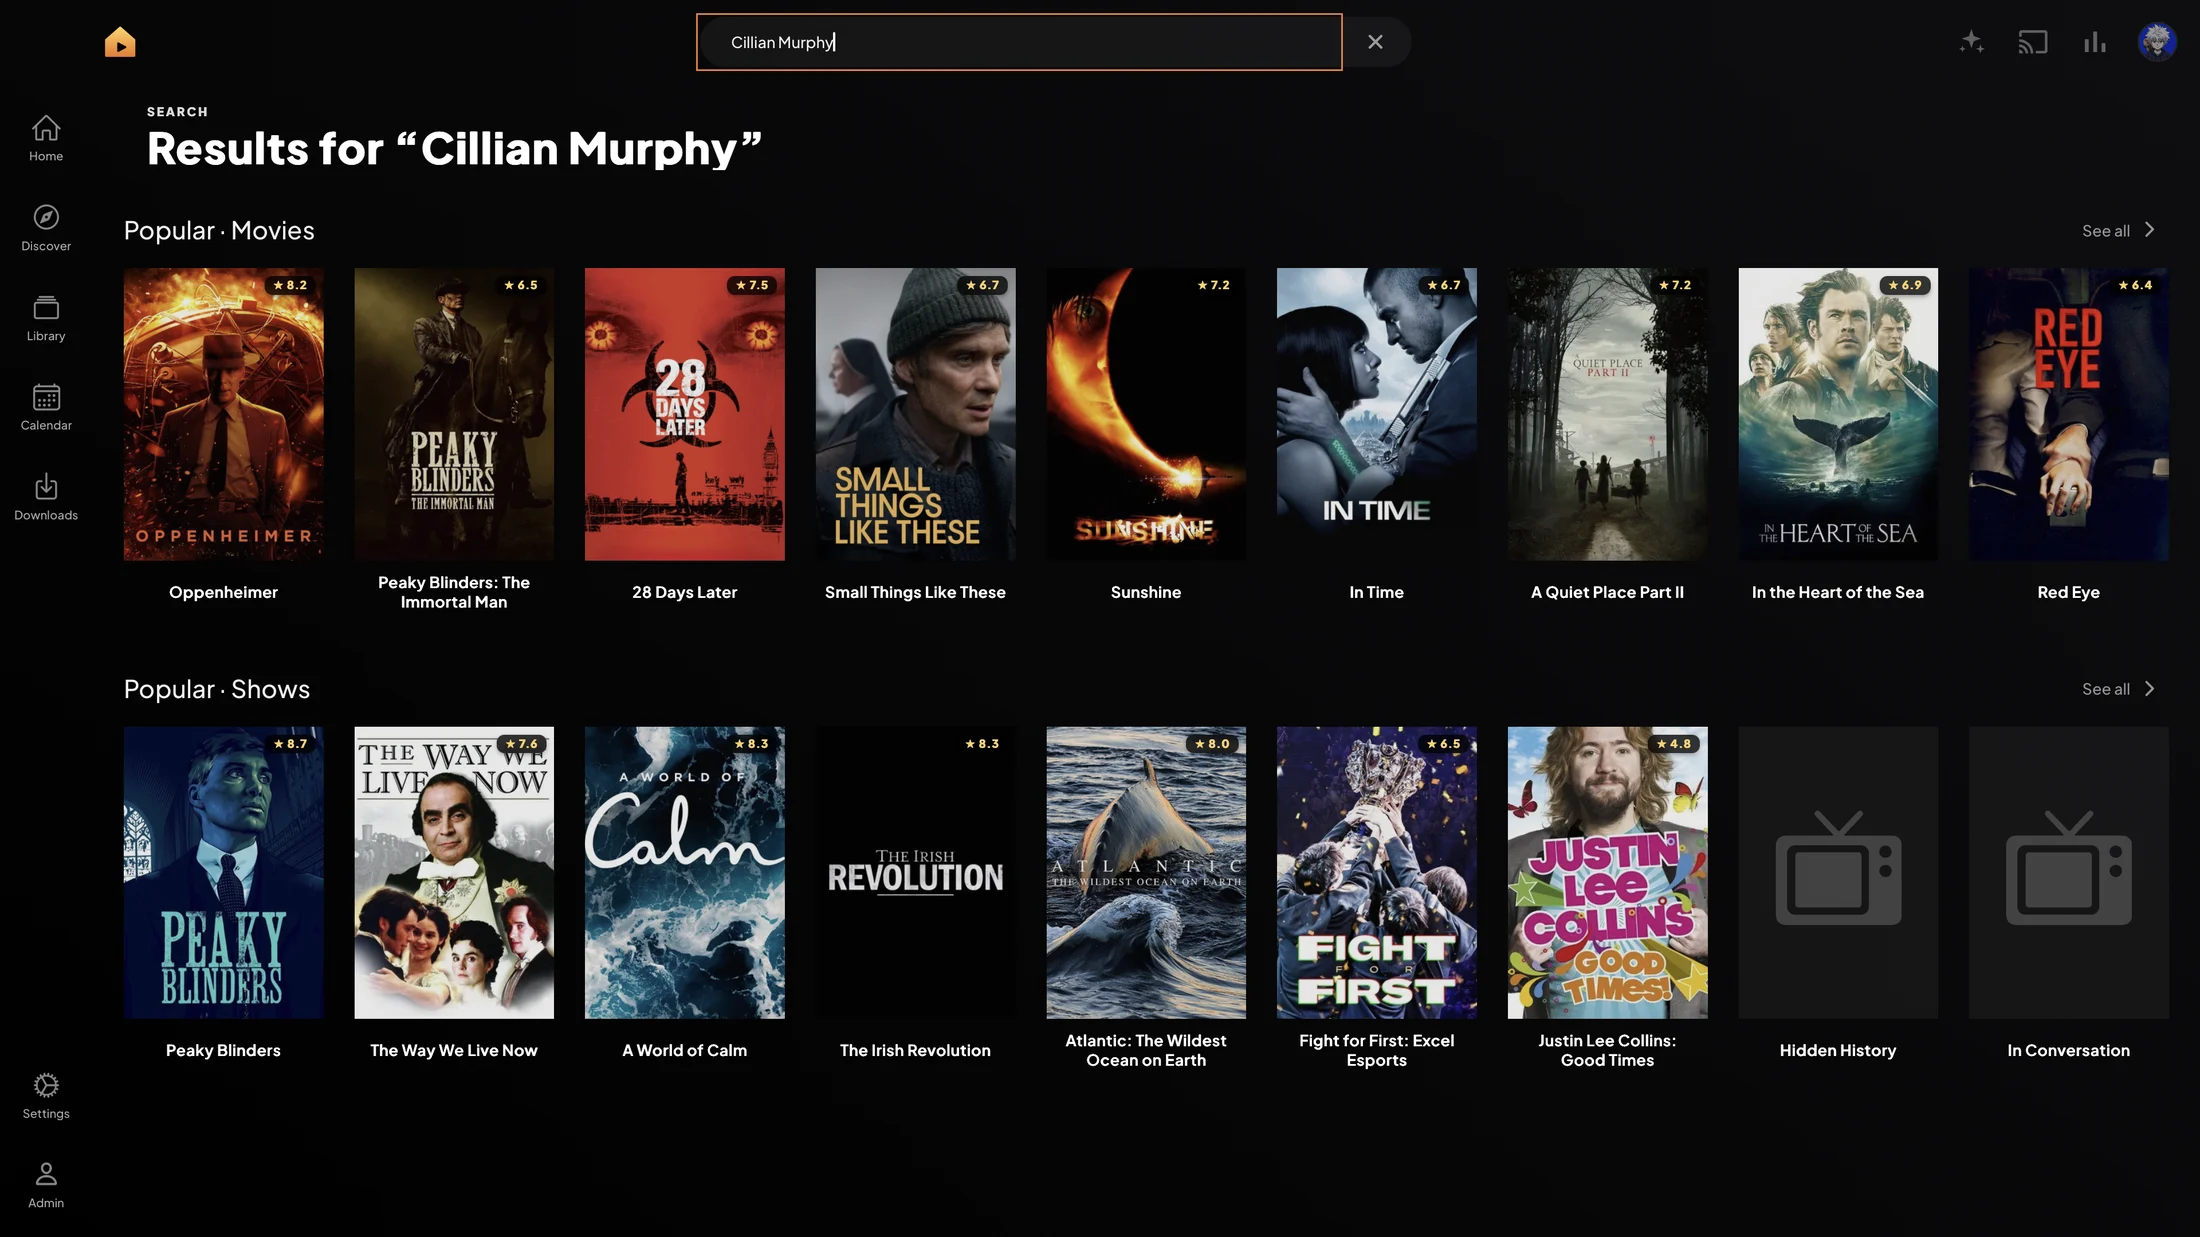 Cillian Murphy
SEARCH
Results for “Cillian Murphy”
Home
Discover
Library
Calendar
Downloads
Settings
Admin
Popular · Movies
See all
★ 8.2
OPPENHEIMER
Oppenheimer
★ 6.5
PEAKY
BLINDERS
THE IMMORTAL MAN
Peaky Blinders: The
Immortal Man
★ 7.5
28
DAYS
LATER
28 Days Later
★ 6.7
SMALL
THINGS
LIKE THESE
Small Things Like These
★ 7.2
SUNSHINE
Sunshine
★ 6.7
IN TIME
In Time
★ 7.2
A QUIET PLACE
PART II
A Quiet Place Part II
★ 6.9
IN THE HEART OF THE SEA
In the Heart of the Sea
★ 6.4
RED
EYE
Red Eye
Popular · Shows
See all
★ 8.7
PEAKY
BLINDERS
Peaky Blinders
★ 7.6
THE WAY WE
LIVE NOW
The Way We Live Now
★ 8.3
A WORLD OF
Calm
A World of Calm
★ 8.3
THE IRISH
REVOLUTION
The Irish Revolution
★ 8.0
ATLANTIC
THE WILDEST OCEAN ON EARTH
Atlantic: The Wildest
Ocean on Earth
★ 6.5
FIGHT
FOR
FIRST
Fight for First: Excel
Esports
★ 4.8
JUSTIN
LEE
COLLINS
GOOD
TIMES!
Justin Lee Collins:
Good Times
Hidden History
In Conversation